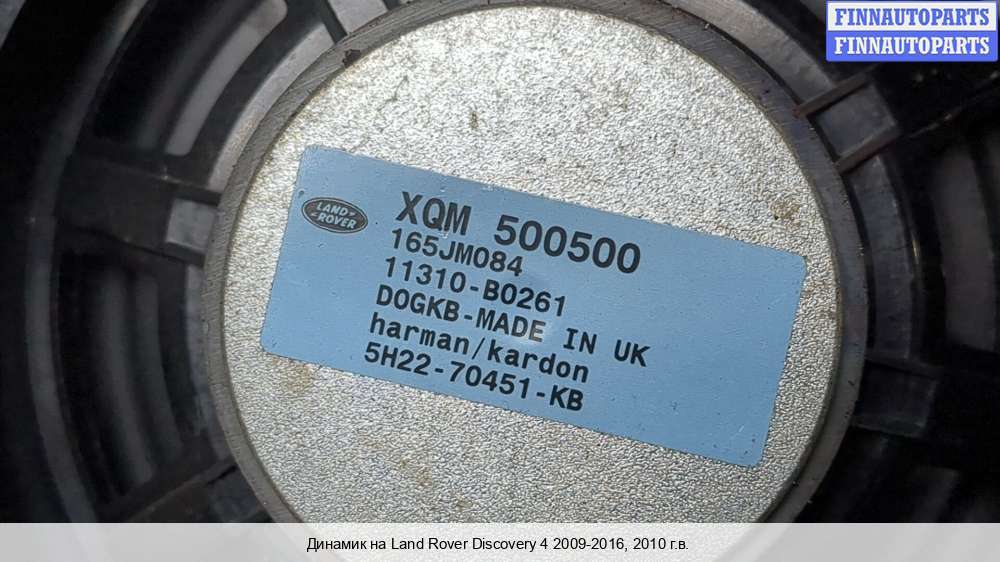 FINNAUTOPARTS
FINNAUTOPARTS
LAND
ROVER
XQM 500500
165JM084
11310-B0261
DOGKB-MADE IN UK
harman/kardon
5H22-70451-KB
Динамик на Land Rover Discovery 4 2009-2016, 2010 г.в.